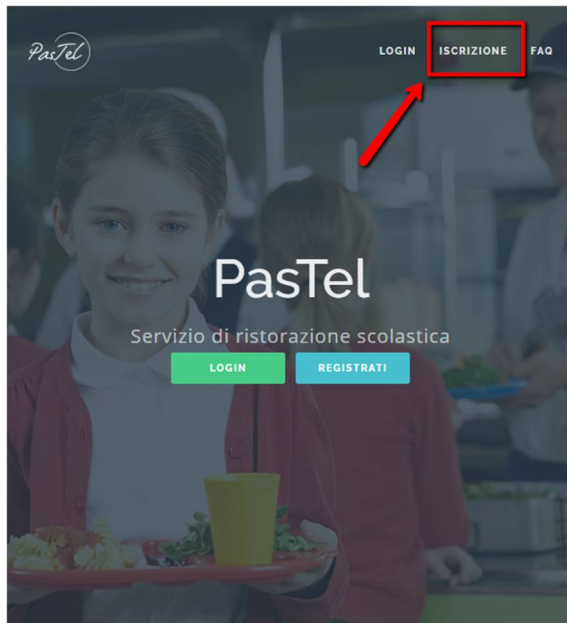 PasTel
LOGIN ISCRIZIONE FAQ
PasTel
Servizio di ristorazione scolastica
LOGIN REGISTRATI